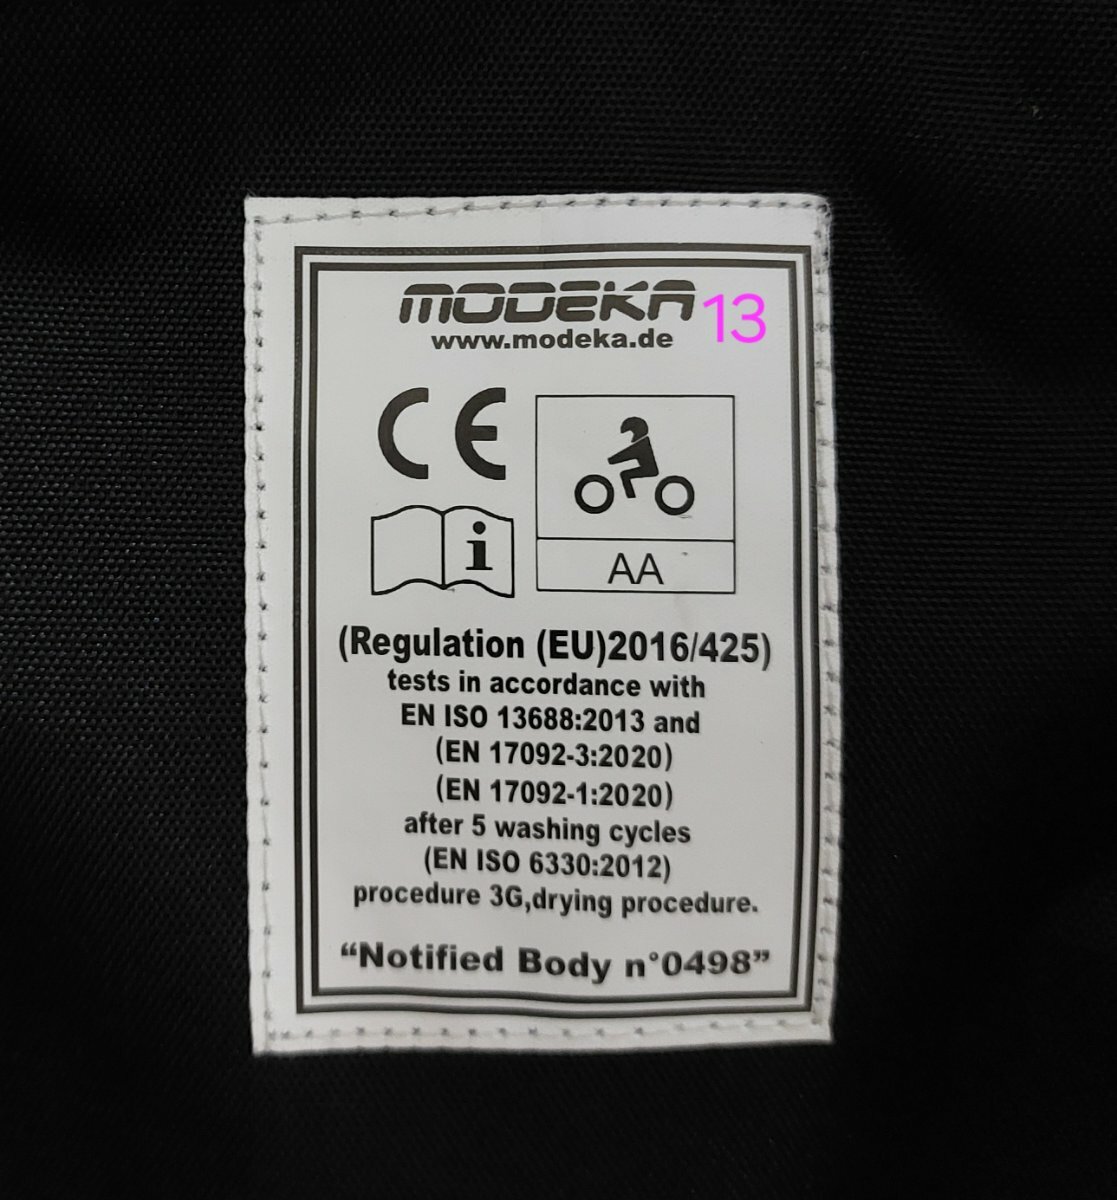 MODEKA 13
www.modeka.de
CE
i
AA
(Regulation (EU)2016/425)
tests in accordance with
EN ISO 13688:2013 and
(EN 17092-3:2020)
(EN 17092-1:2020)
after 5 washing cycles
(EN ISO 6330:2012)
procedure 3G,drying procedure.
“Notified Body n°0498”